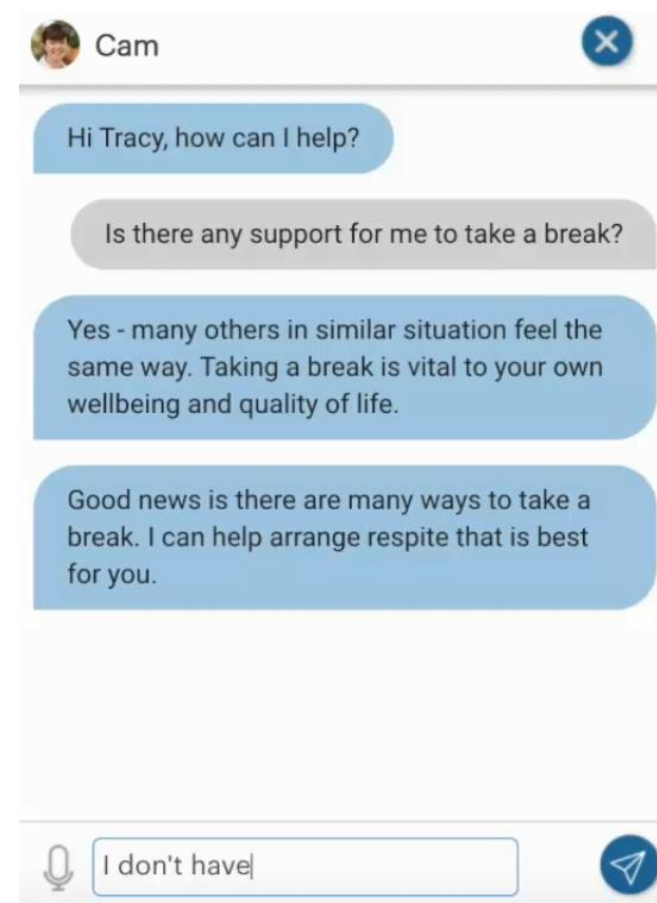 Cam
Hi Tracy, how can I help?
Is there any support for me to take a break?
Yes - many others in similar situation feel the
same way. Taking a break is vital to your own
wellbeing and quality of life.
Good news is there are many ways to take a
break. I can help arrange respite that is best
for you.
I don't have